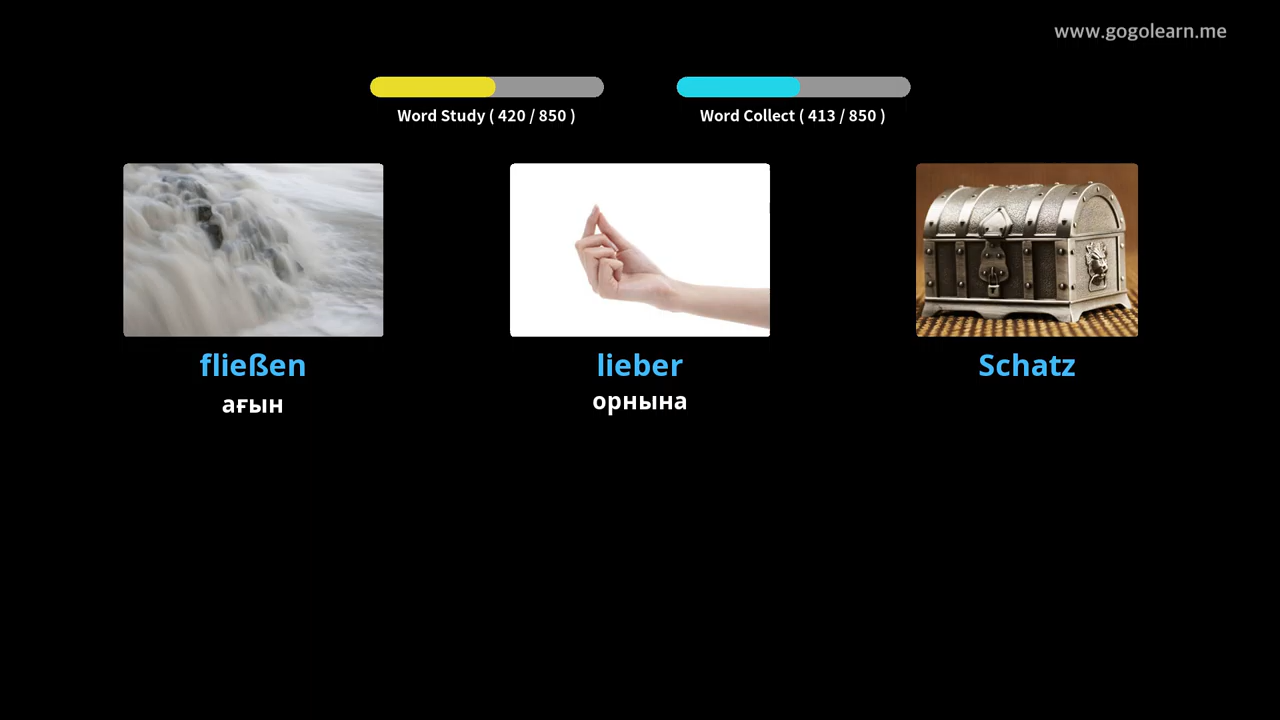 www.gogolearn.me
Word Study ( 420 / 850 )
Word Collect ( 413 / 850 )
fließen
lieber
Schatz
ағын
орнына